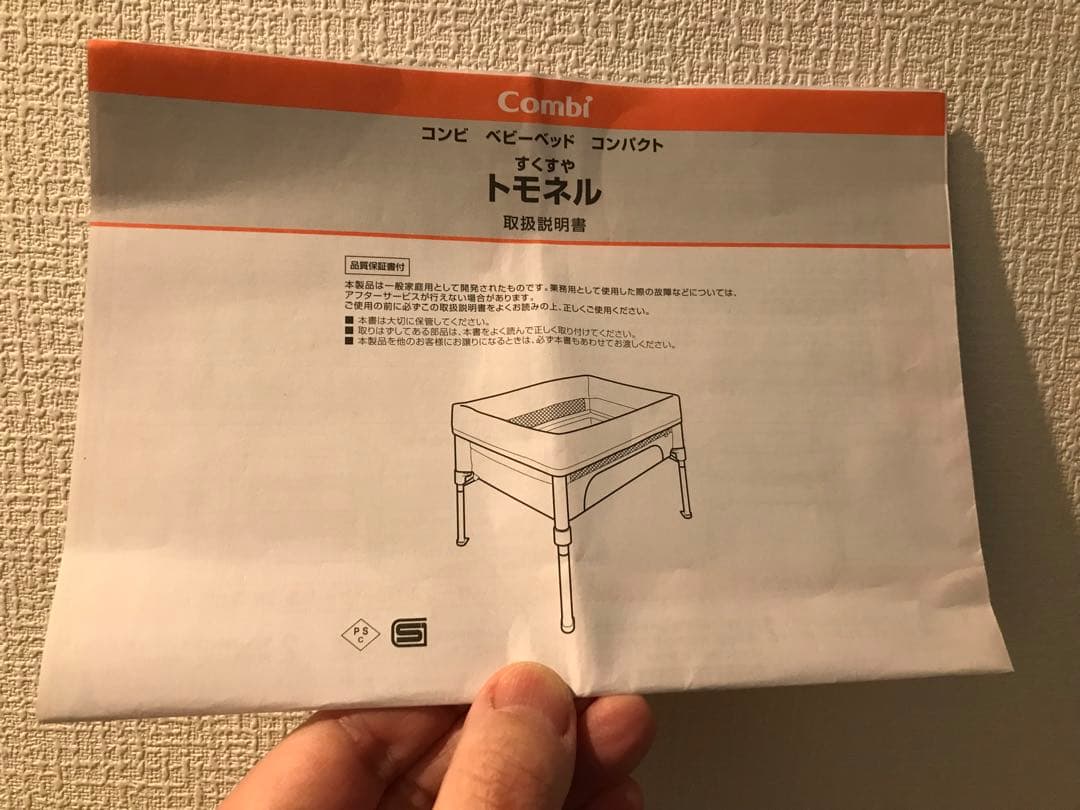 Combi
コンビ ベビーベッド コンパクト
すくすや
トモネル
取扱説明書
品質保証書付
本製品は一般家庭用として開発されたものです。業務用として使用した際の故障などについては、
アフターサービスが行えない場合があります。
ご使用の前に必ずこの取扱説明書をよくお読みの上、正しくご使用ください。
■ 本書は大切に保管してください。
■ 取りはずしてある部品は、本書をよく読んで正しく取り付けてください。
■ 本製品を他のお客様にお譲りになるときは、必ず本書もあわせてお渡しください。
PS
C